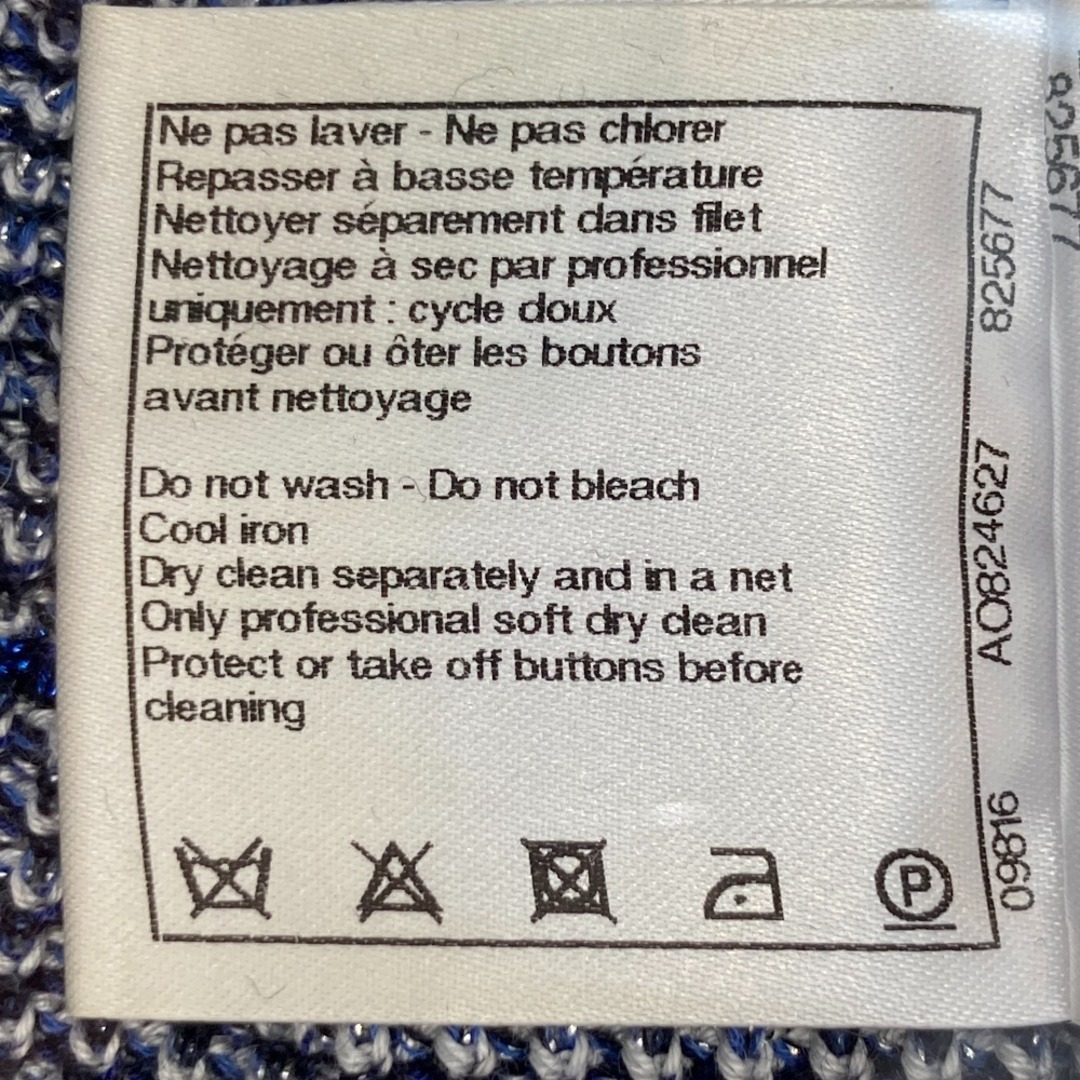 Ne pas laver - Ne pas chlorer
Repasser à basse température
Nettoyer séparement dans filet
Nettoyage à sec par professionnel
uniquement : cycle doux
Protéger ou ôter les boutons
avant nettoyage
Do not wash - Do not bleach
Cool iron
Dry clean separately and in a net
Only professional soft dry clean
Protect or take off buttons before
cleaning
P
09816
AO824627
825677
825677